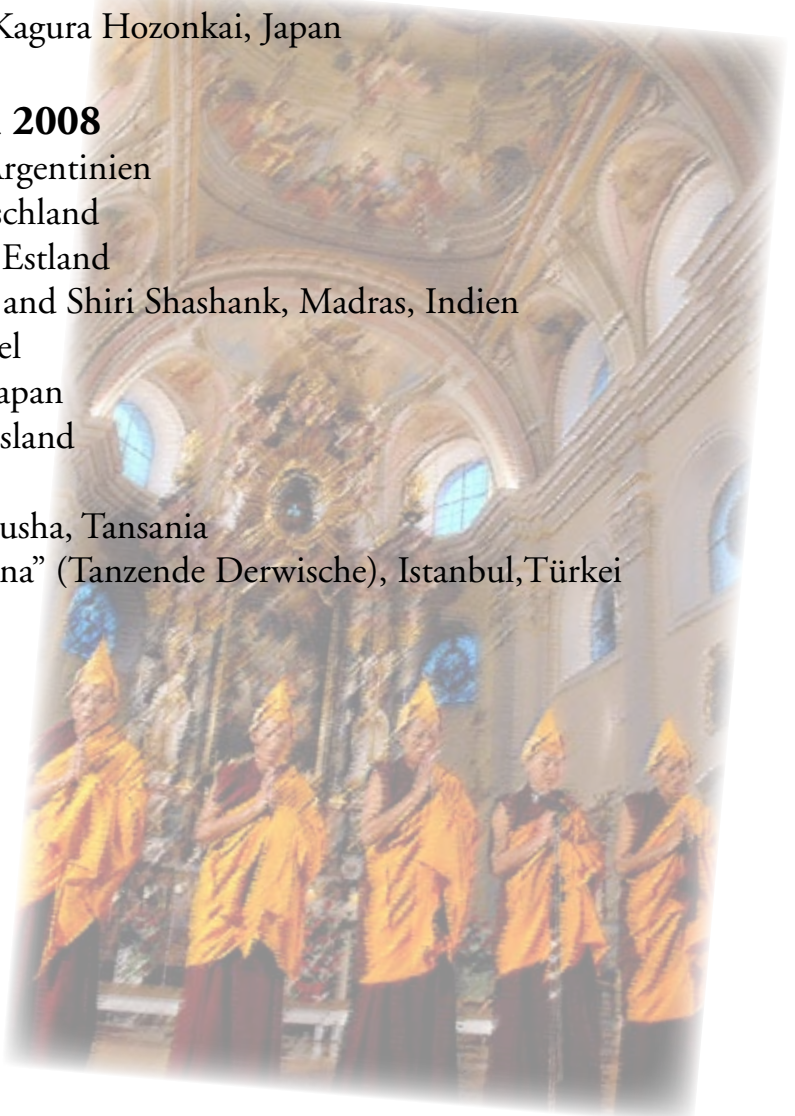 Kagura Hozonkai, Japan
2008
Argentinien
schland
Estland
and Shiri Shashank, Madras, Indien
el
apan
sland
usha, Tansania
na” (Tanzende Derwische), Istanbul,Türkei